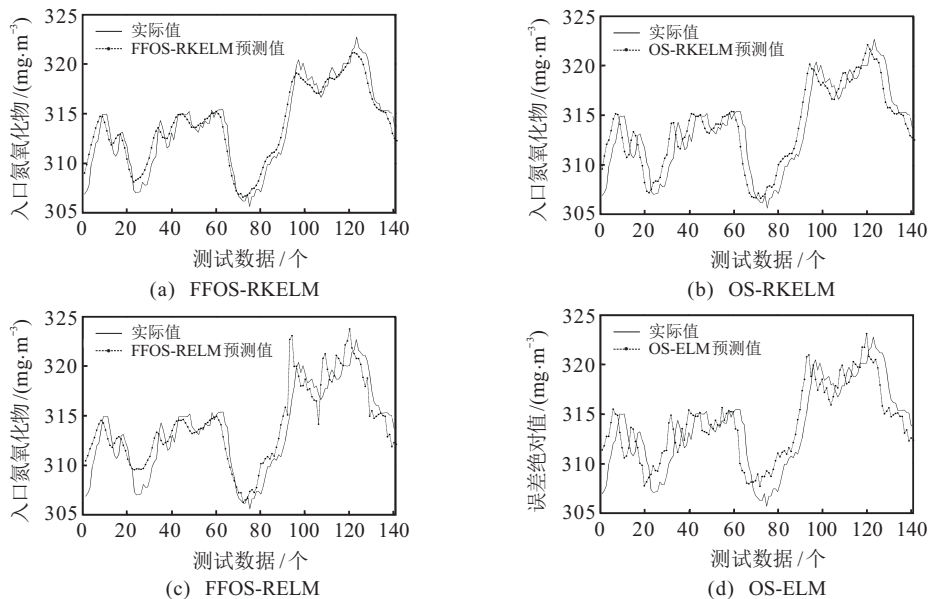 325
实际值
FFOS-RKELM预测值
320
315
310
305
入口氮氧化物/(mg·m⁻³)
0 20 40 60 80 100 120 140
测试数据/个
(a) FFOS-RKELM
325
实际值
OS-RKELM预测值
320
315
310
305
入口氮氧化物/(mg·m⁻³)
0 20 40 60 80 100 120 140
测试数据/个
(b) OS-RKELM
325
实际值
FFOS-RELM预测值
320
315
310
305
入口氮氧化物/(mg·m⁻³)
0 20 40 60 80 100 120 140
测试数据/个
(c) FFOS-RELM
325
实际值
OS-ELM预测值
320
315
310
305
误差绝对值/(mg·m⁻³)
0 20 40 60 80 100 120 140
测试数据/个
(d) OS-ELM